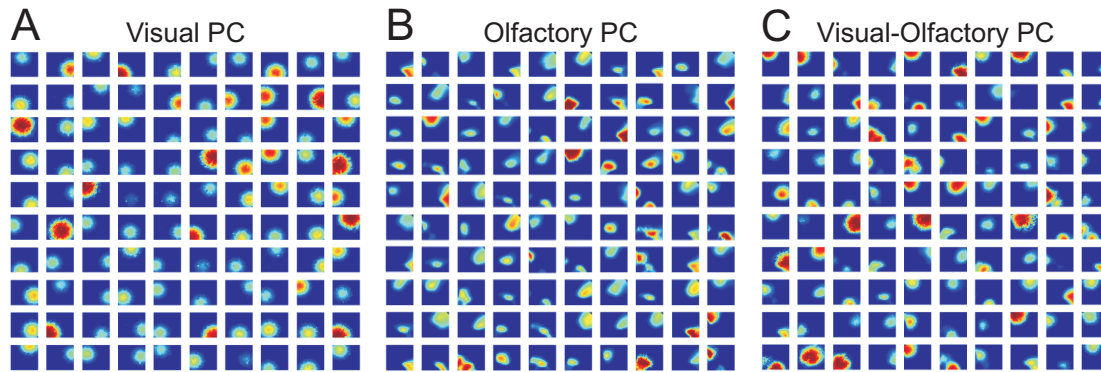 A Visual PC
B Olfactory PC
C Visual-Olfactory PC